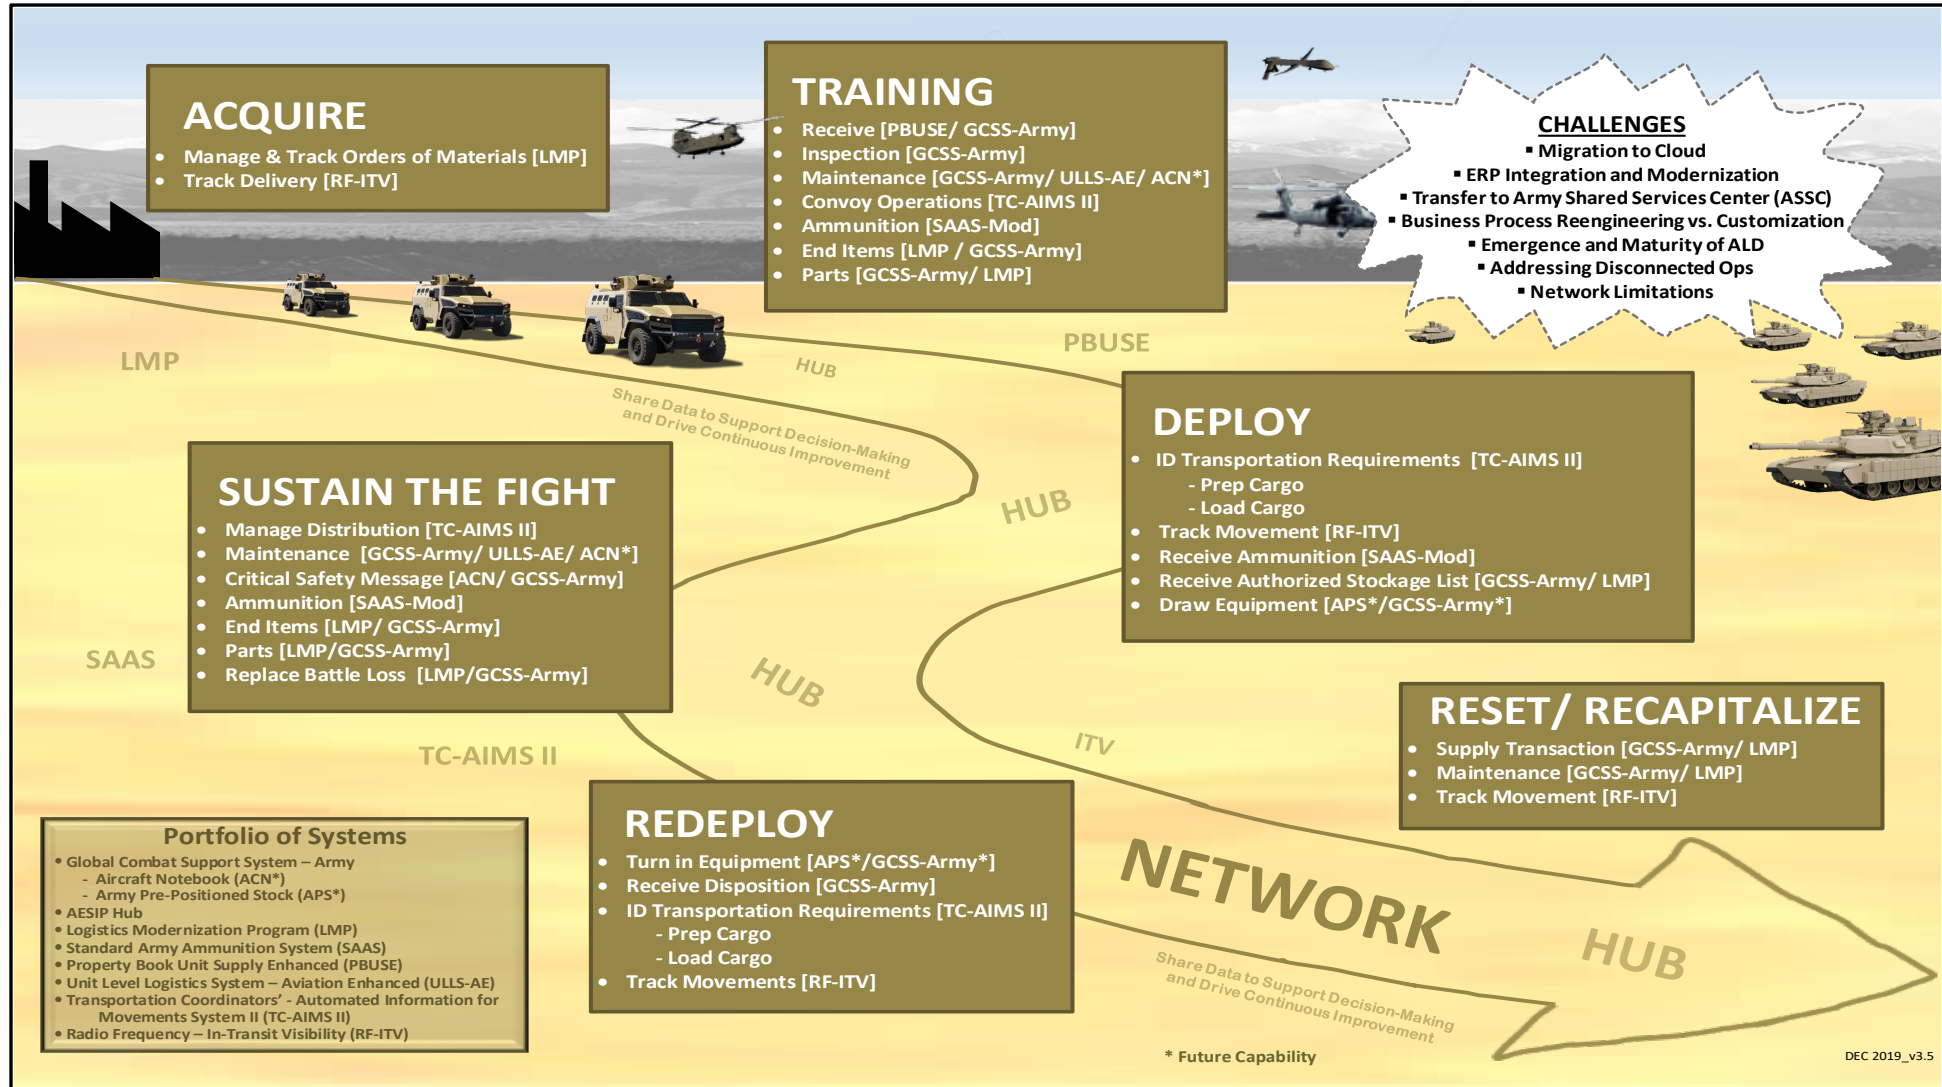 ACQUIRE
• Manage & Track Orders of Materials [LMP]
• Track Delivery [RF-ITV]
TRAINING
• Receive [PBUSE/ GCSS-Army]
• Inspection [GCSS-Army]
• Maintenance [GCSS-Army/ ULLS-AE/ ACN*]
• Convoy Operations [TC-AIMS II]
• Ammunition [SAAS-Mod]
• End Items [LMP / GCSS-Army]
• Parts [GCSS-Army/ LMP]
CHALLENGES
▪ Migration to Cloud
▪ ERP Integration and Modernization
▪ Transfer to Army Shared Services Center (ASSC)
▪ Business Process Reengineering vs. Customization
▪ Emergence and Maturity of ALD
▪ Addressing Disconnected Ops
▪ Network Limitations
LMP
HUB
PBUSE
Share Data to Support Decision-Making
and Drive Continuous Improvement
DEPLOY
• ID Transportation Requirements [TC-AIMS II]
- Prep Cargo
- Load Cargo
• Track Movement [RF-ITV]
• Receive Ammunition [SAAS-Mod]
• Receive Authorized Stockage List [GCSS-Army/ LMP]
• Draw Equipment [APS*/GCSS-Army*]
HUB
SUSTAIN THE FIGHT
• Manage Distribution [TC-AIMS II]
• Maintenance [GCSS-Army/ ULLS-AE/ ACN*]
• Critical Safety Message [ACN/ GCSS-Army]
• Ammunition [SAAS-Mod]
• End Items [LMP/ GCSS-Army]
• Parts [LMP/GCSS-Army]
• Replace Battle Loss [LMP/GCSS-Army]
SAAS
HUB
TC-AIMS II
ITV
RESET/ RECAPITALIZE
• Supply Transaction [GCSS-Army/ LMP]
• Maintenance [GCSS-Army/ LMP]
• Track Movement [RF-ITV]
REDEPLOY
• Turn in Equipment [APS*/GCSS-Army*]
• Receive Disposition [GCSS-Army]
• ID Transportation Requirements [TC-AIMS II]
- Prep Cargo
- Load Cargo
• Track Movements [RF-ITV]
NETWORK
HUB
Share Data to Support Decision-Making
and Drive Continuous Improvement
Portfolio of Systems
• Global Combat Support System – Army
- Aircraft Notebook (ACN*)
- Army Pre-Positioned Stock (APS*)
• AESIP Hub
• Logistics Modernization Program (LMP)
• Standard Army Ammunition System (SAAS)
• Property Book Unit Supply Enhanced (PBUSE)
• Unit Level Logistics System – Aviation Enhanced (ULLS-AE)
• Transportation Coordinators’ - Automated Information for
Movements System II (TC-AIMS II)
• Radio Frequency – In-Transit Visibility (RF-ITV)
* Future Capability
DEC 2019_v3.5